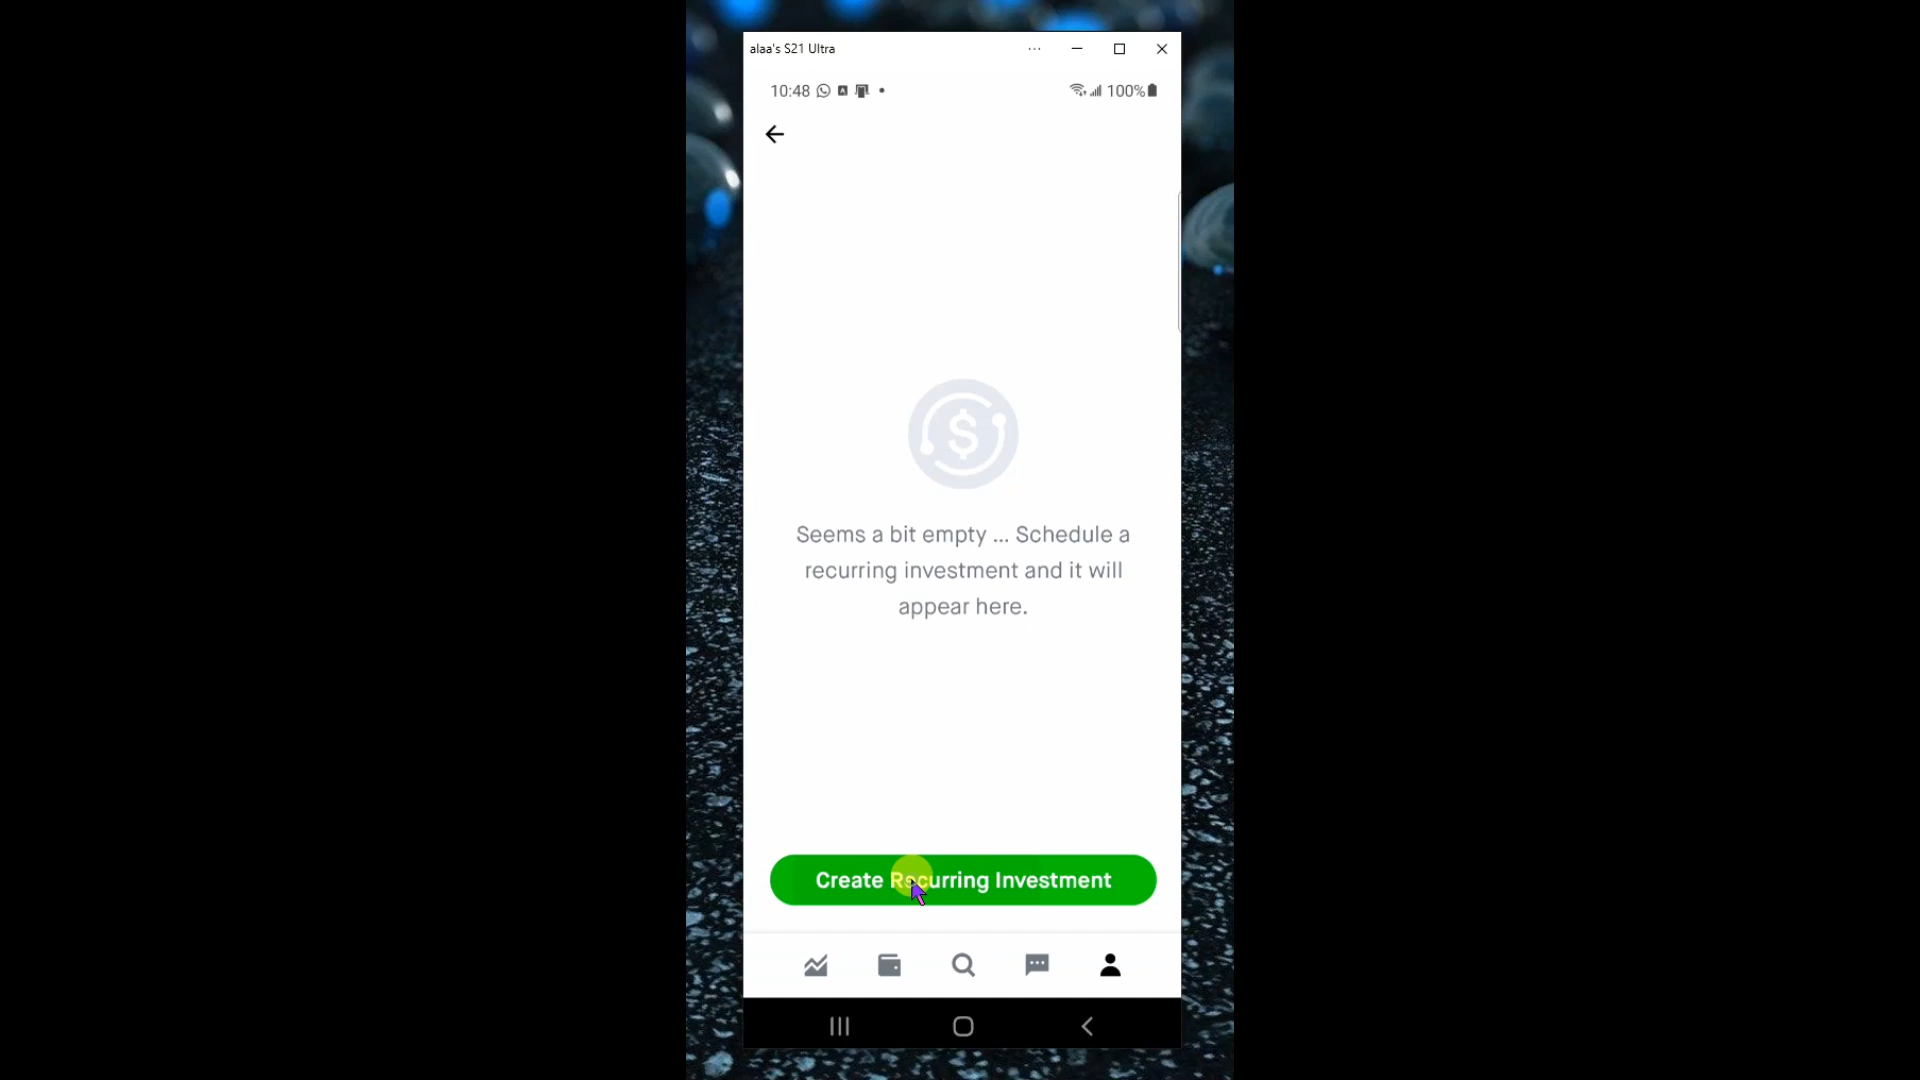 alaa's S21 Ultra
10:48
100%
Seems a bit empty ... Schedule a
recurring investment and it will
appear here.
Create Recurring Investment